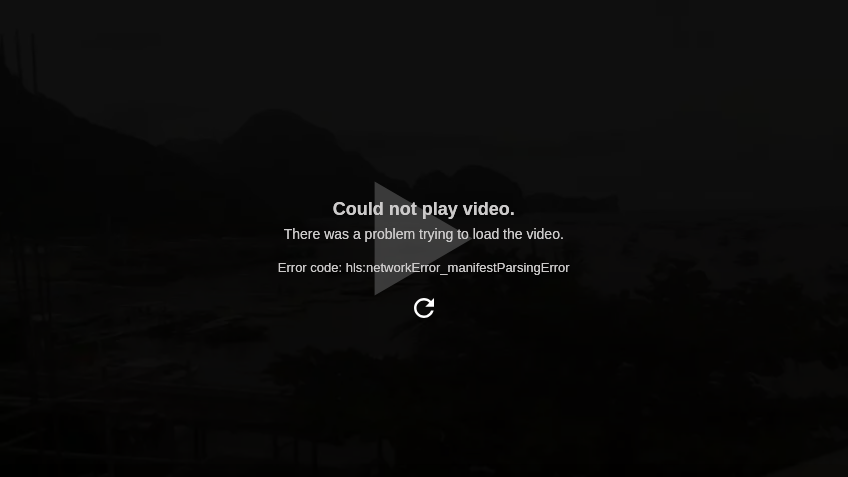 Could not play video.
There was a problem trying to load the video.
Error code: hls:networkError_manifestParsingError